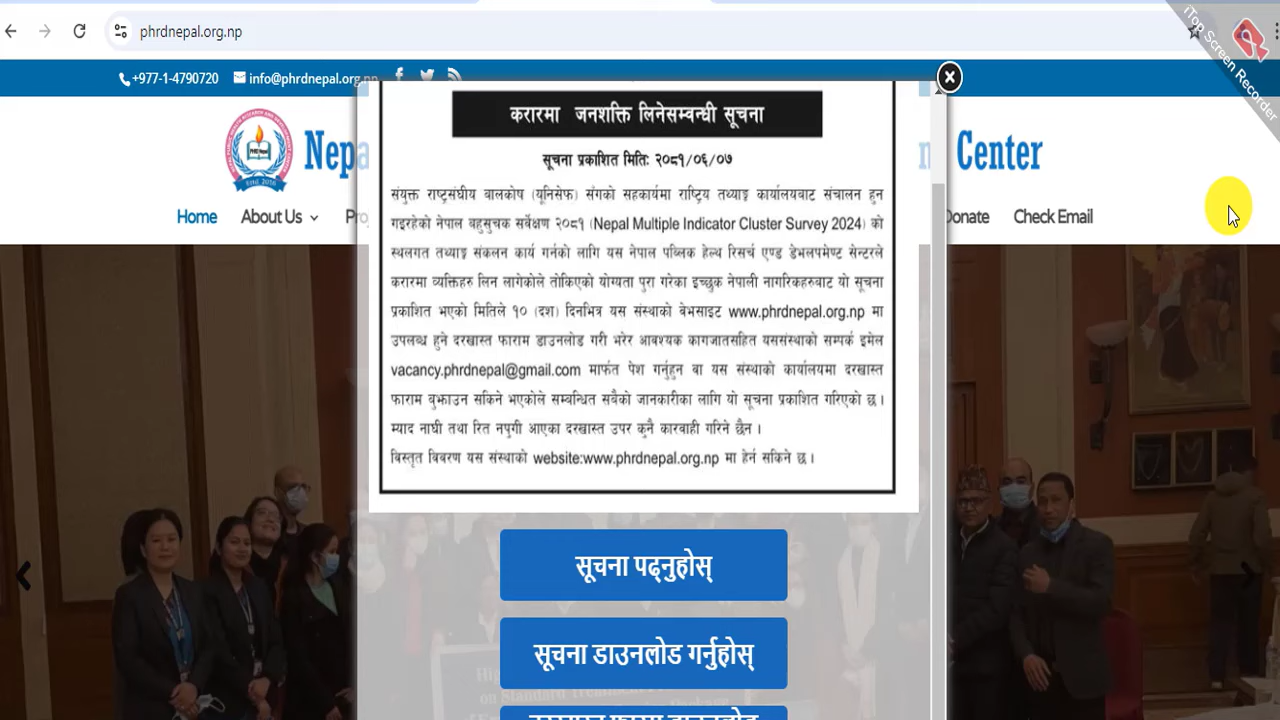 phrdnepal.org.np
iTop Screen Recorder
+977-1-4790720 info@phrdnepal.org.np
Nepa
Center
Home About Us Donate Check Email
करारमा जनशक्ति लिनेसम्वन्धी सूचना
सूचना प्रकाशित मितिः २०८१/०६/०७
संयुक्त राष्ट्रसंघीय बालकोष (यूनिसेफ) संगको सहकार्यमा राष्ट्रिय तथ्याङ्क कार्यालयबाट संचालन हुन
गइरहेको नेपाल बहुसुचक सर्वेक्षण २०८१ (Nepal Multiple Indicator Cluster Survey 2024) को
स्थलगत तथ्याङ्क संकलन कार्य गर्नको लागि यस नेपाल पब्लिक हेल्थ रिसर्च एण्ड डेभलपमेण्ट सेन्टरले
करारमा व्यक्तिहरु लिन लागेकोले तोकिएको योग्यता पुरा गरेका इच्छुक नेपाली नागरिकहरुबाट यो सूचना
प्रकाशित भएको मितिले १० (दश) दिनभित्र यस संस्थाको वेभसाइट www.phrdnepal.org.np मा
उपलब्ध हुने दरखास्त फाराम डाउनलोड गरी भरेर आवश्यक कागजातसहित यससंस्थाको सम्पर्क इमेल
vacancy.phrdnepal@gmail.com मार्फत पेश गर्नुहुन वा यस संस्थाको कार्यालयमा दरखास्त
फाराम बुझाउन सकिने भएकोले सम्बन्धित सबैको जानकारीका लागि यो सूचना प्रकाशित गरिएको छ ।
म्याद नाघी तथा रित नपुगी आएका दरखास्त उपर कुनै कारवाही गरिने छैन ।
विस्तृत विवरण यस संस्थाको website:www.phrdnepal.org.np मा हेर्न सकिने छ ।
सूचना पढ्नुहोस्
सूचना डाउनलोड गर्नुहोस्